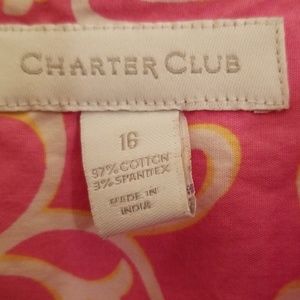 CHARTER CLUB
16
97% COTTON
3% SPANDEX
MADE IN
INDIA